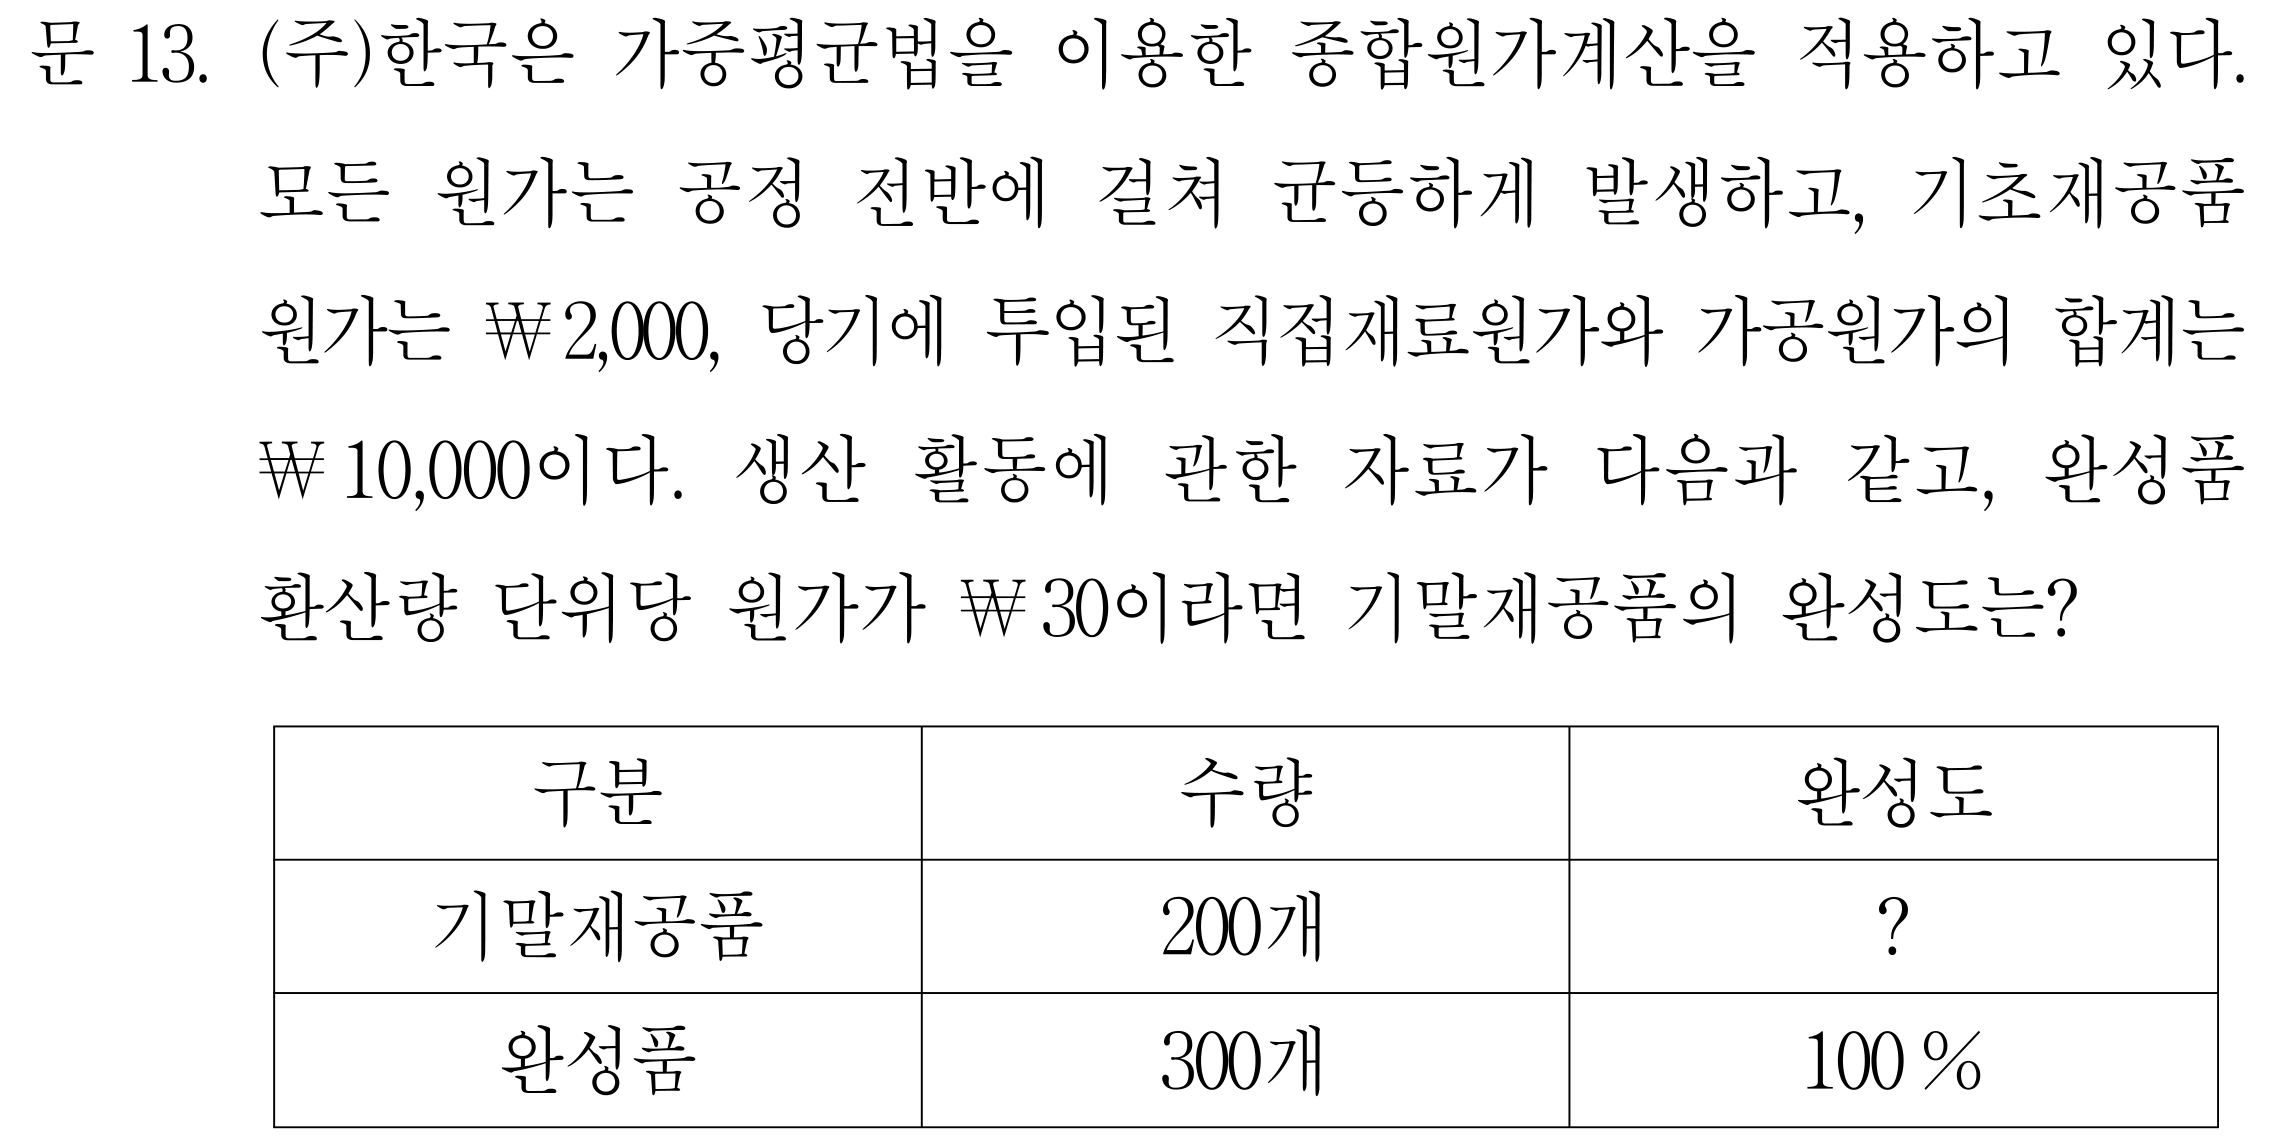 문 13. (주)한국은 가중평균법을 이용한 종합원가계산을 적용하고 있다.
모든 원가는 공정 전반에 걸쳐 균등하게 발생하고, 기초재공품
원가는 ₩2,000, 당기에 투입된 직접재료원가와 가공원가의 합계는
₩10,000이다. 생산 활동에 관한 자료가 다음과 같고, 완성품
환산량 단위당 원가가 ₩30이라면 기말재공품의 완성도는?
구분 수량 완성도
기말재공품 200개 ?
완성품 300개 100 %